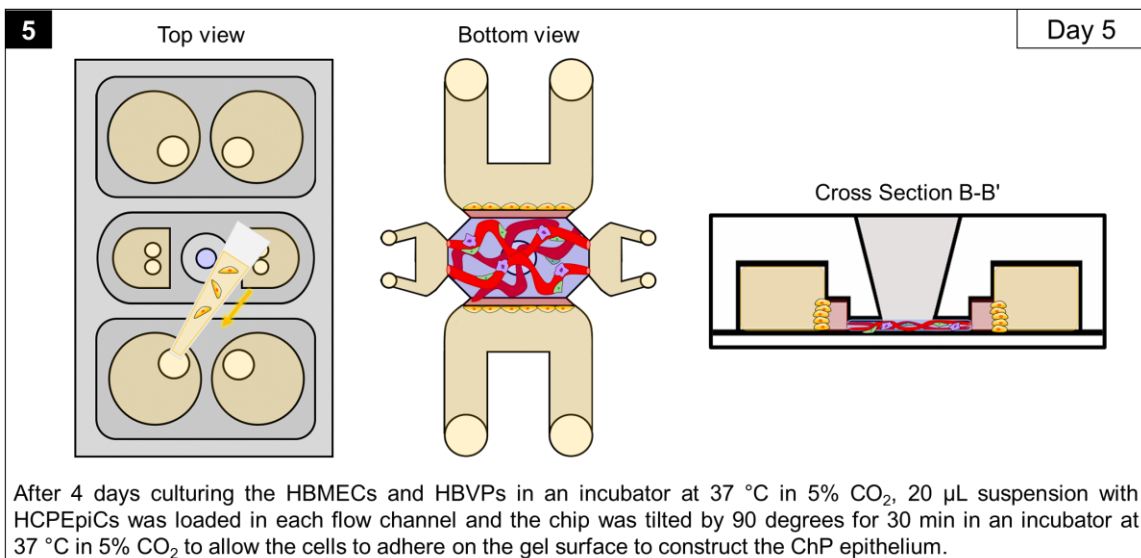 5
Top view
Bottom view
Day 5
Cross Section B-B'
After 4 days culturing the HBMECs and HBVPs in an incubator at 37 °C in 5% CO₂, 20 µL suspension with
HCPEpiCs was loaded in each flow channel and the chip was tilted by 90 degrees for 30 min in an incubator at
37 °C in 5% CO₂ to allow the cells to adhere on the gel surface to construct the ChP epithelium.